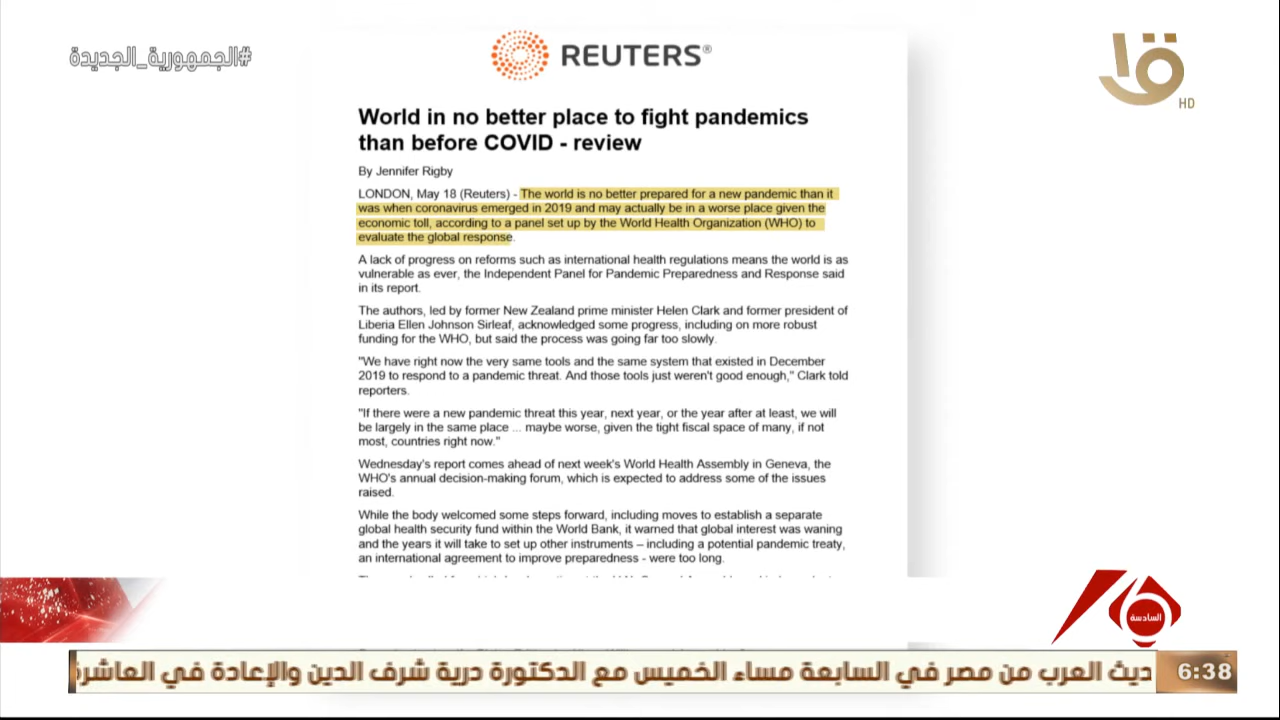 #الجمهورية_الجديدة
HD
REUTERS®
World in no better place to fight pandemics
than before COVID - review
By Jennifer Rigby
LONDON, May 18 (Reuters) - The world is no better prepared for a new pandemic than it
was when coronavirus emerged in 2019 and may actually be in a worse place given the
economic toll, according to a panel set up by the World Health Organization (WHO) to
evaluate the global response.
A lack of progress on reforms such as international health regulations means the world is as
vulnerable as ever, the Independent Panel for Pandemic Preparedness and Response said
in its report.
The authors, led by former New Zealand prime minister Helen Clark and former president of
Liberia Ellen Johnson Sirleaf, acknowledged some progress, including on more robust
funding for the WHO, but said the process was going far too slowly.
"We have right now the very same tools and the same system that existed in December
2019 to respond to a pandemic threat. And those tools just weren't good enough," Clark told
reporters.
"If there were a new pandemic threat this year, next year, or the year after at least, we will
be largely in the same place ... maybe worse, given the tight fiscal space of many, if not
most, countries right now."
Wednesday's report comes ahead of next week's World Health Assembly in Geneva, the
WHO's annual decision-making forum, which is expected to address some of the issues
raised.
While the body welcomed some steps forward, including moves to establish a separate
global health security fund within the World Bank, it warned that global interest was waning
and the years it will take to set up other instruments – including a potential pandemic treaty,
an international agreement to improve preparedness - were too long.
السادسة
ديث العرب من مصر في السابعة مساء الخميس مع الدكتورة درية شرف الدين والإعادة في العاشرة
6:38